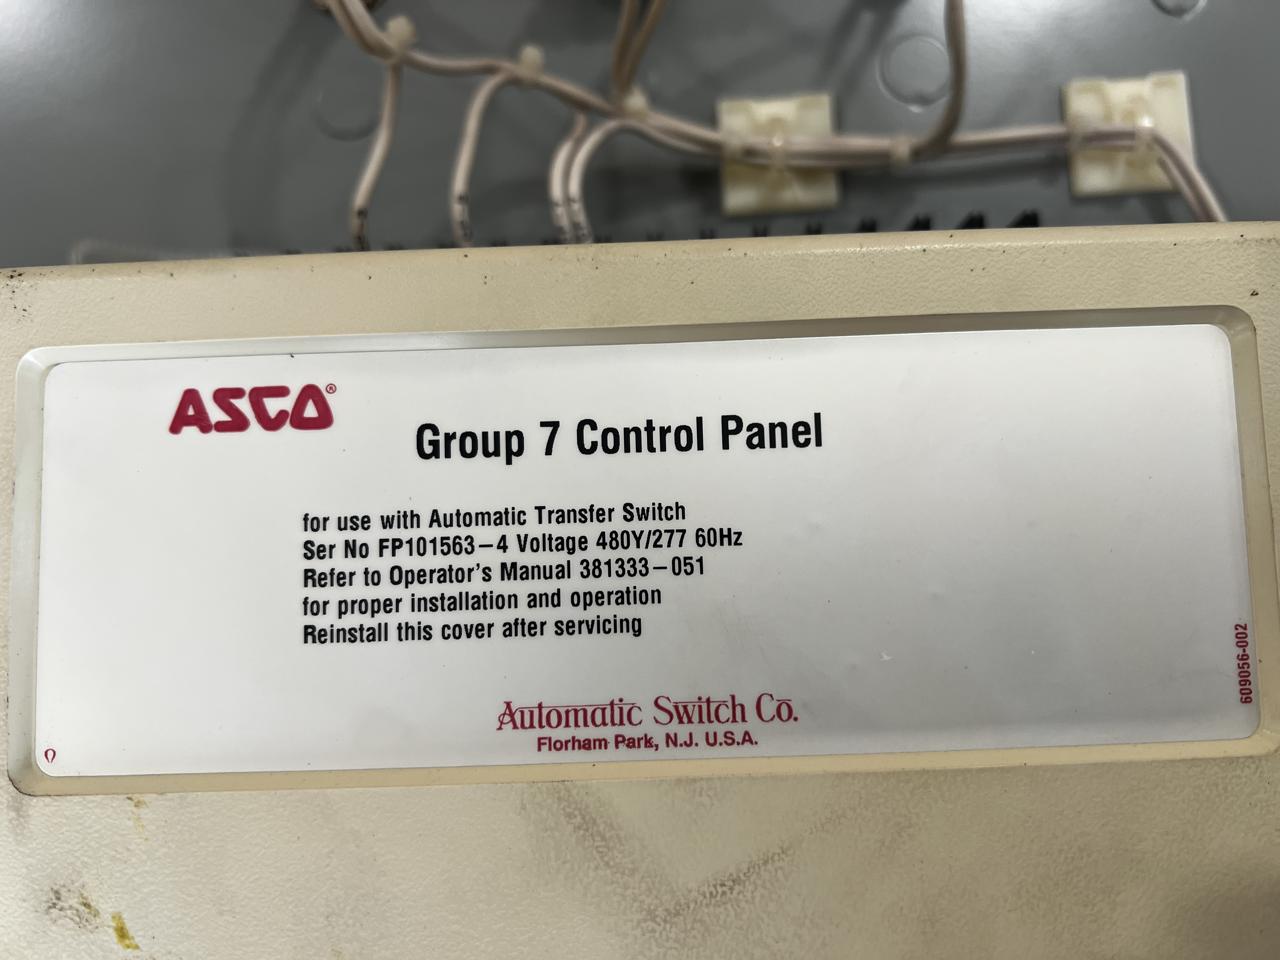 ASCO®
Group 7 Control Panel
for use with Automatic Transfer Switch
Ser No FP101563–4 Voltage 480Y/277 60Hz
Refer to Operator's Manual 381333–051
for proper installation and operation
Reinstall this cover after servicing
Automatic Switch Co.
Florham Park, N.J. U.S.A.
609056-002